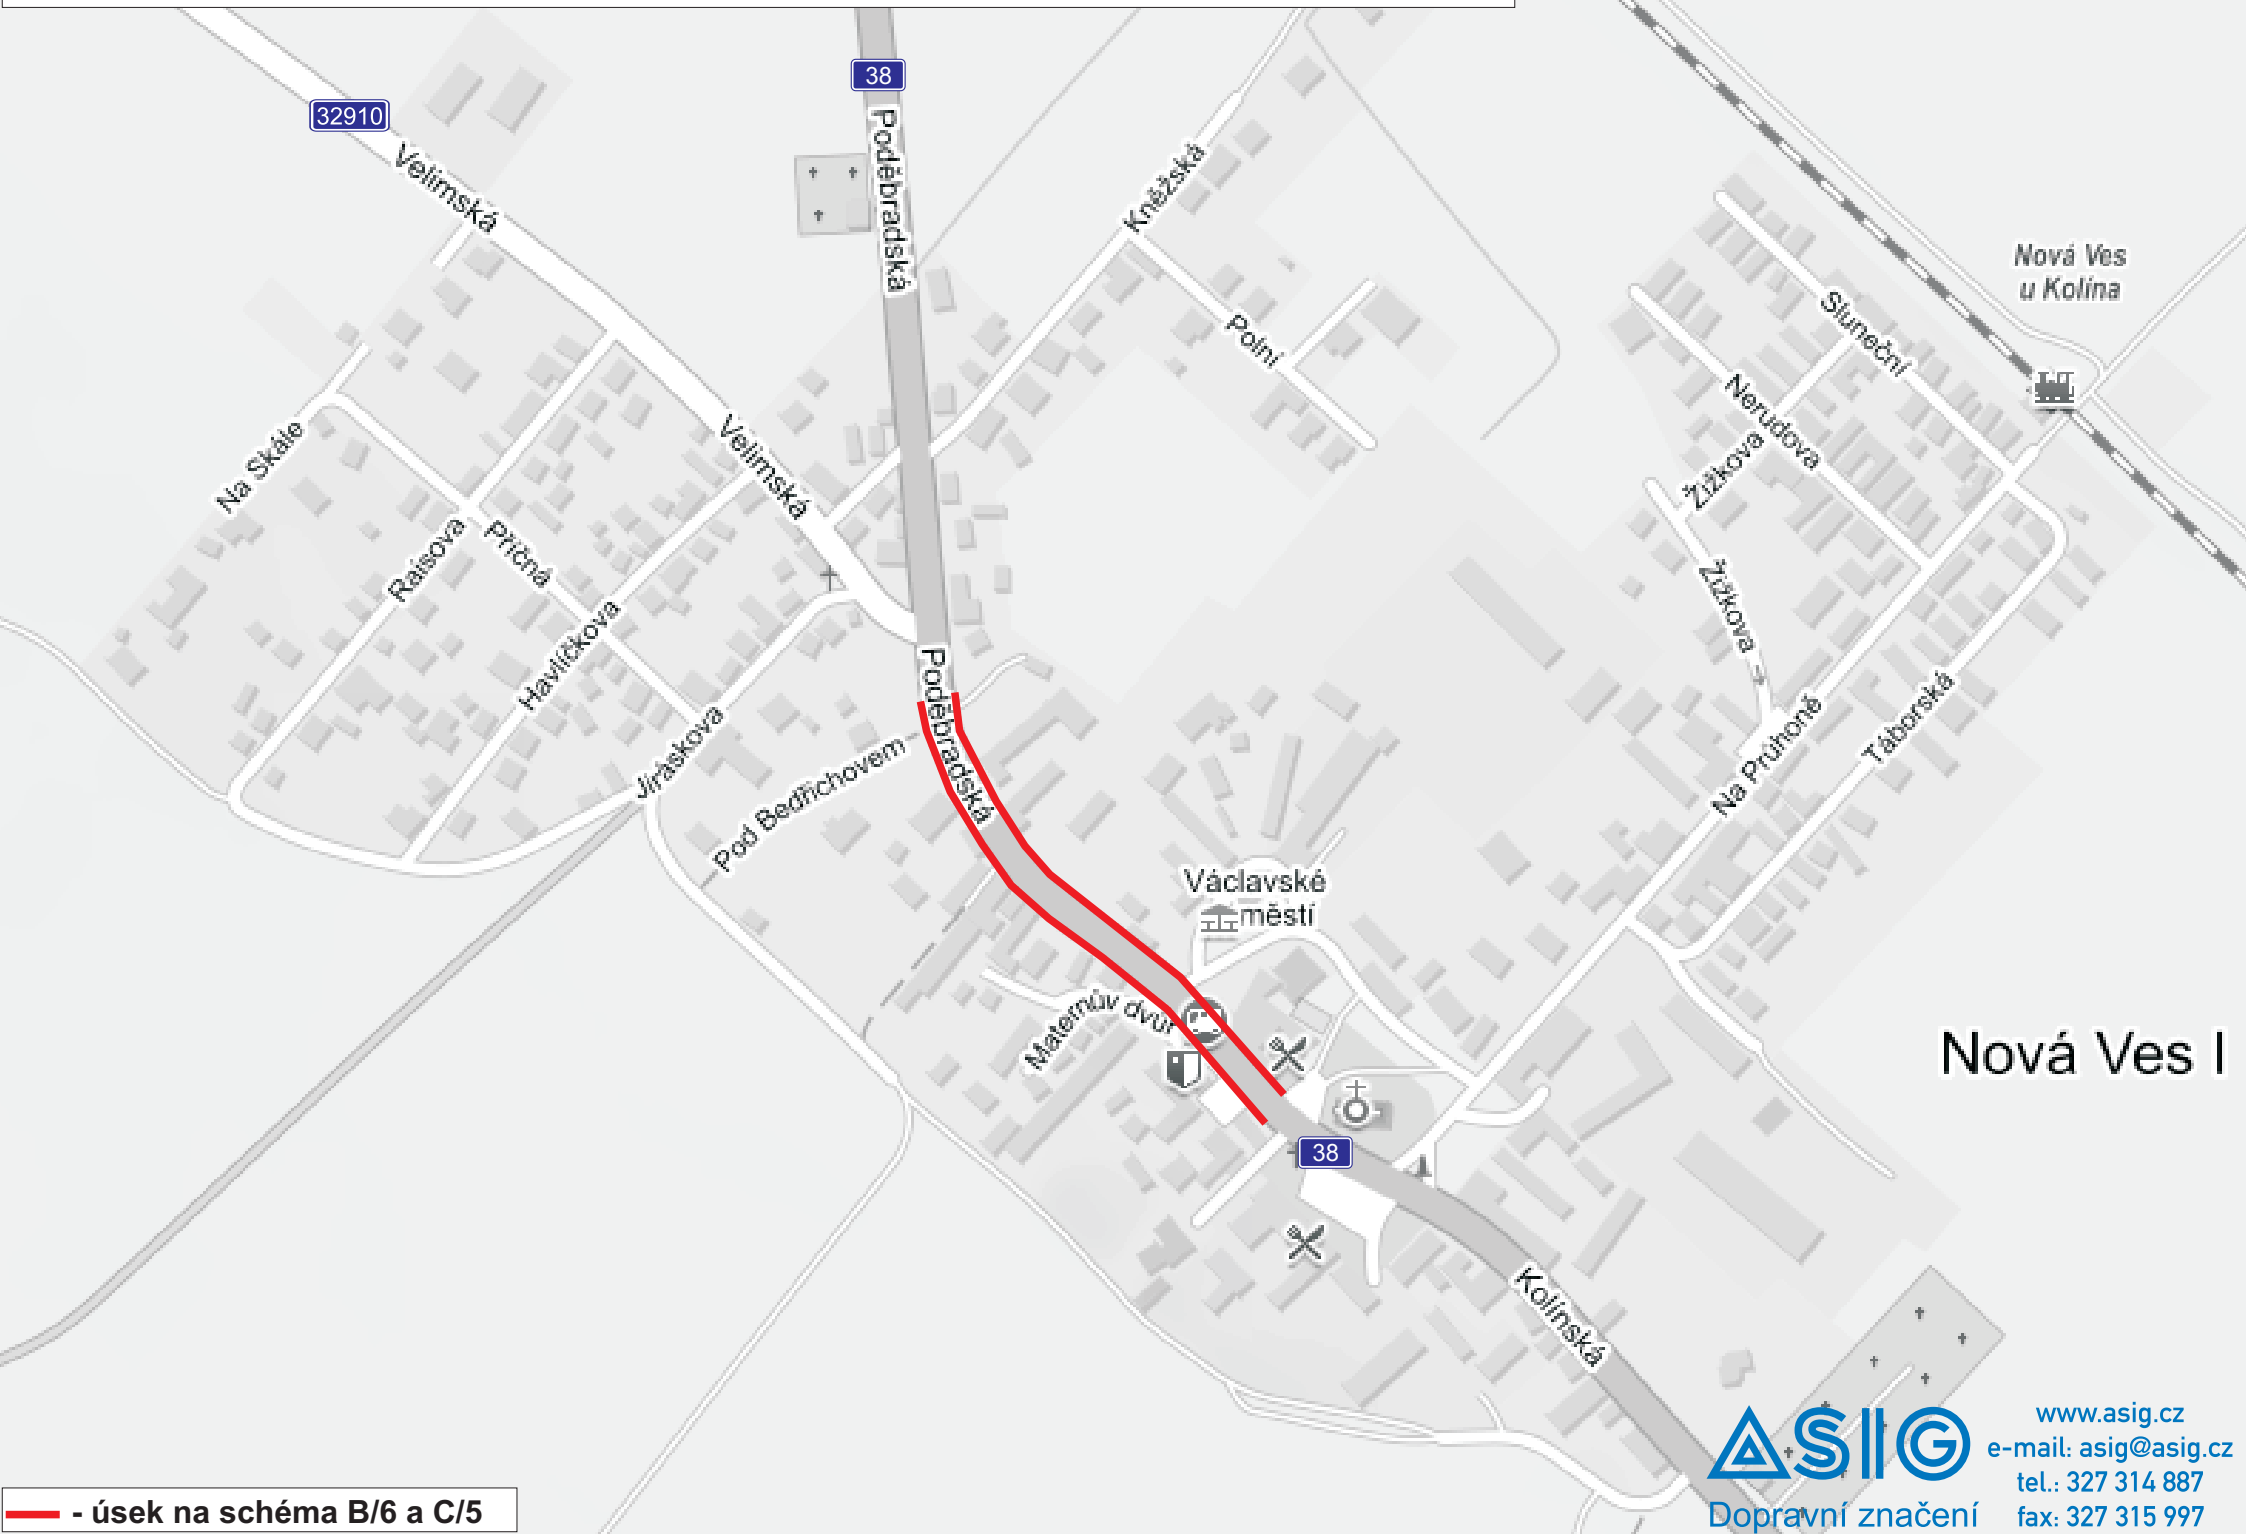 38
32910
Poděbradská
Velimská
Kněžská
Nová Ves
u Kolína
Polní
Sluneční
Nerudova
Velimská
Na Skále
Žižkova
Raisova
Příčná
Žižkova
Havlíčkova
Poděbradská
Jiráskova
Pod Bedřichovem
Na Průhoně
Táborská
Václavské
městí
Maternův dvůr
Nová Ves I
38
Kolínská
ASIG
Dopravní značení
www.asig.cz
e-mail: asig@asig.cz
tel.: 327 314 887
fax: 327 315 997
- úsek na schéma B/6 a C/5